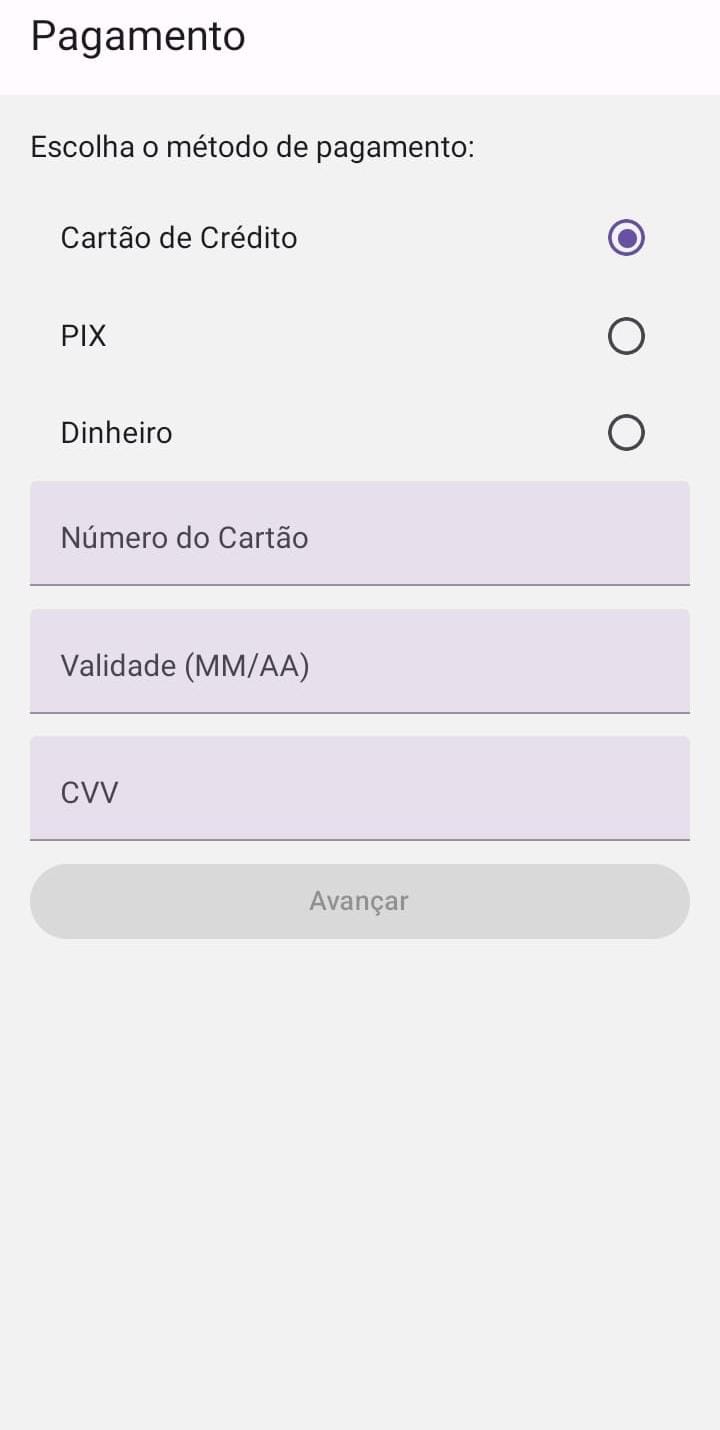 Pagamento
Escolha o método de pagamento:
Cartão de Crédito
PIX
Dinheiro
Número do Cartão
Validade (MM/AA)
CVV
Avançar